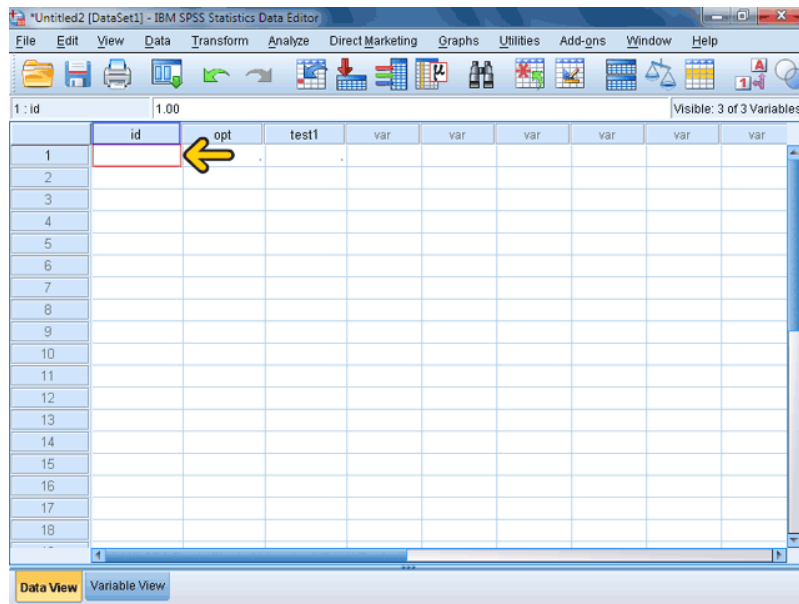 *Untitled2 [DataSet1] - IBM SPSS Statistics Data Editor
File Edit View Data Transform Analyze Direct Marketing Graphs Utilities Add-ons Window Help
1 : id 1.00 Visible: 3 of 3 Variables
id opt test1 var var var var var var
1 . .
2
3
4
5
6
7
8
9
10
11
12
13
14
15
16
17
18
Data View Variable View